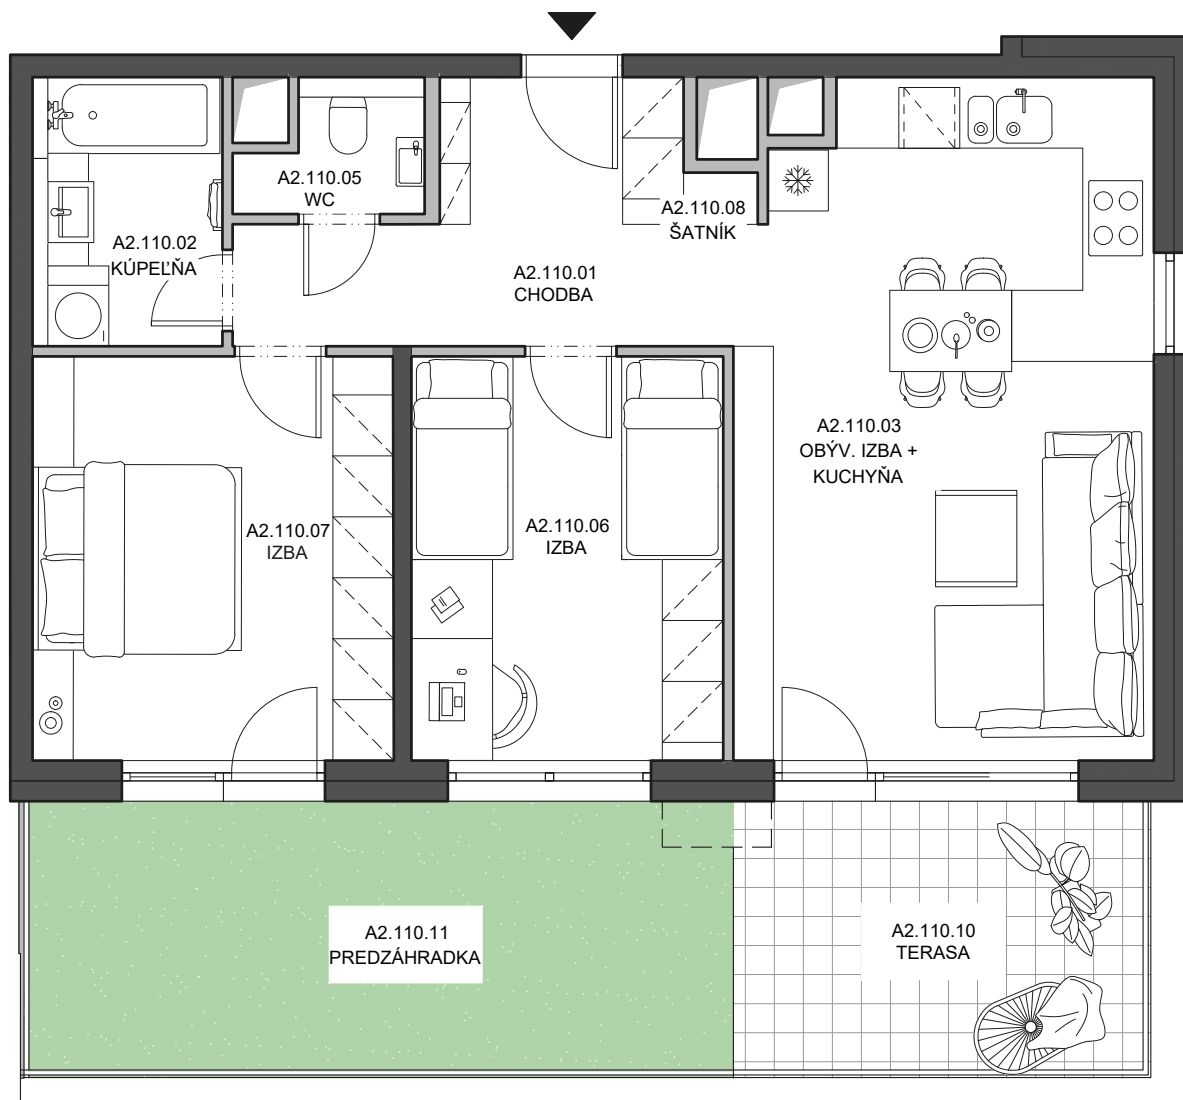 A2.110.05
WC
A2.110.08
ŠATNÍK
A2.110.02
KÚPEĽŇA
A2.110.01
CHODBA
A2.110.03
OBÝV. IZBA +
KUCHYŇA
A2.110.07
IZBA
A2.110.06
IZBA
A2.110.11
PREDZÁHRADKA
A2.110.10
TERASA